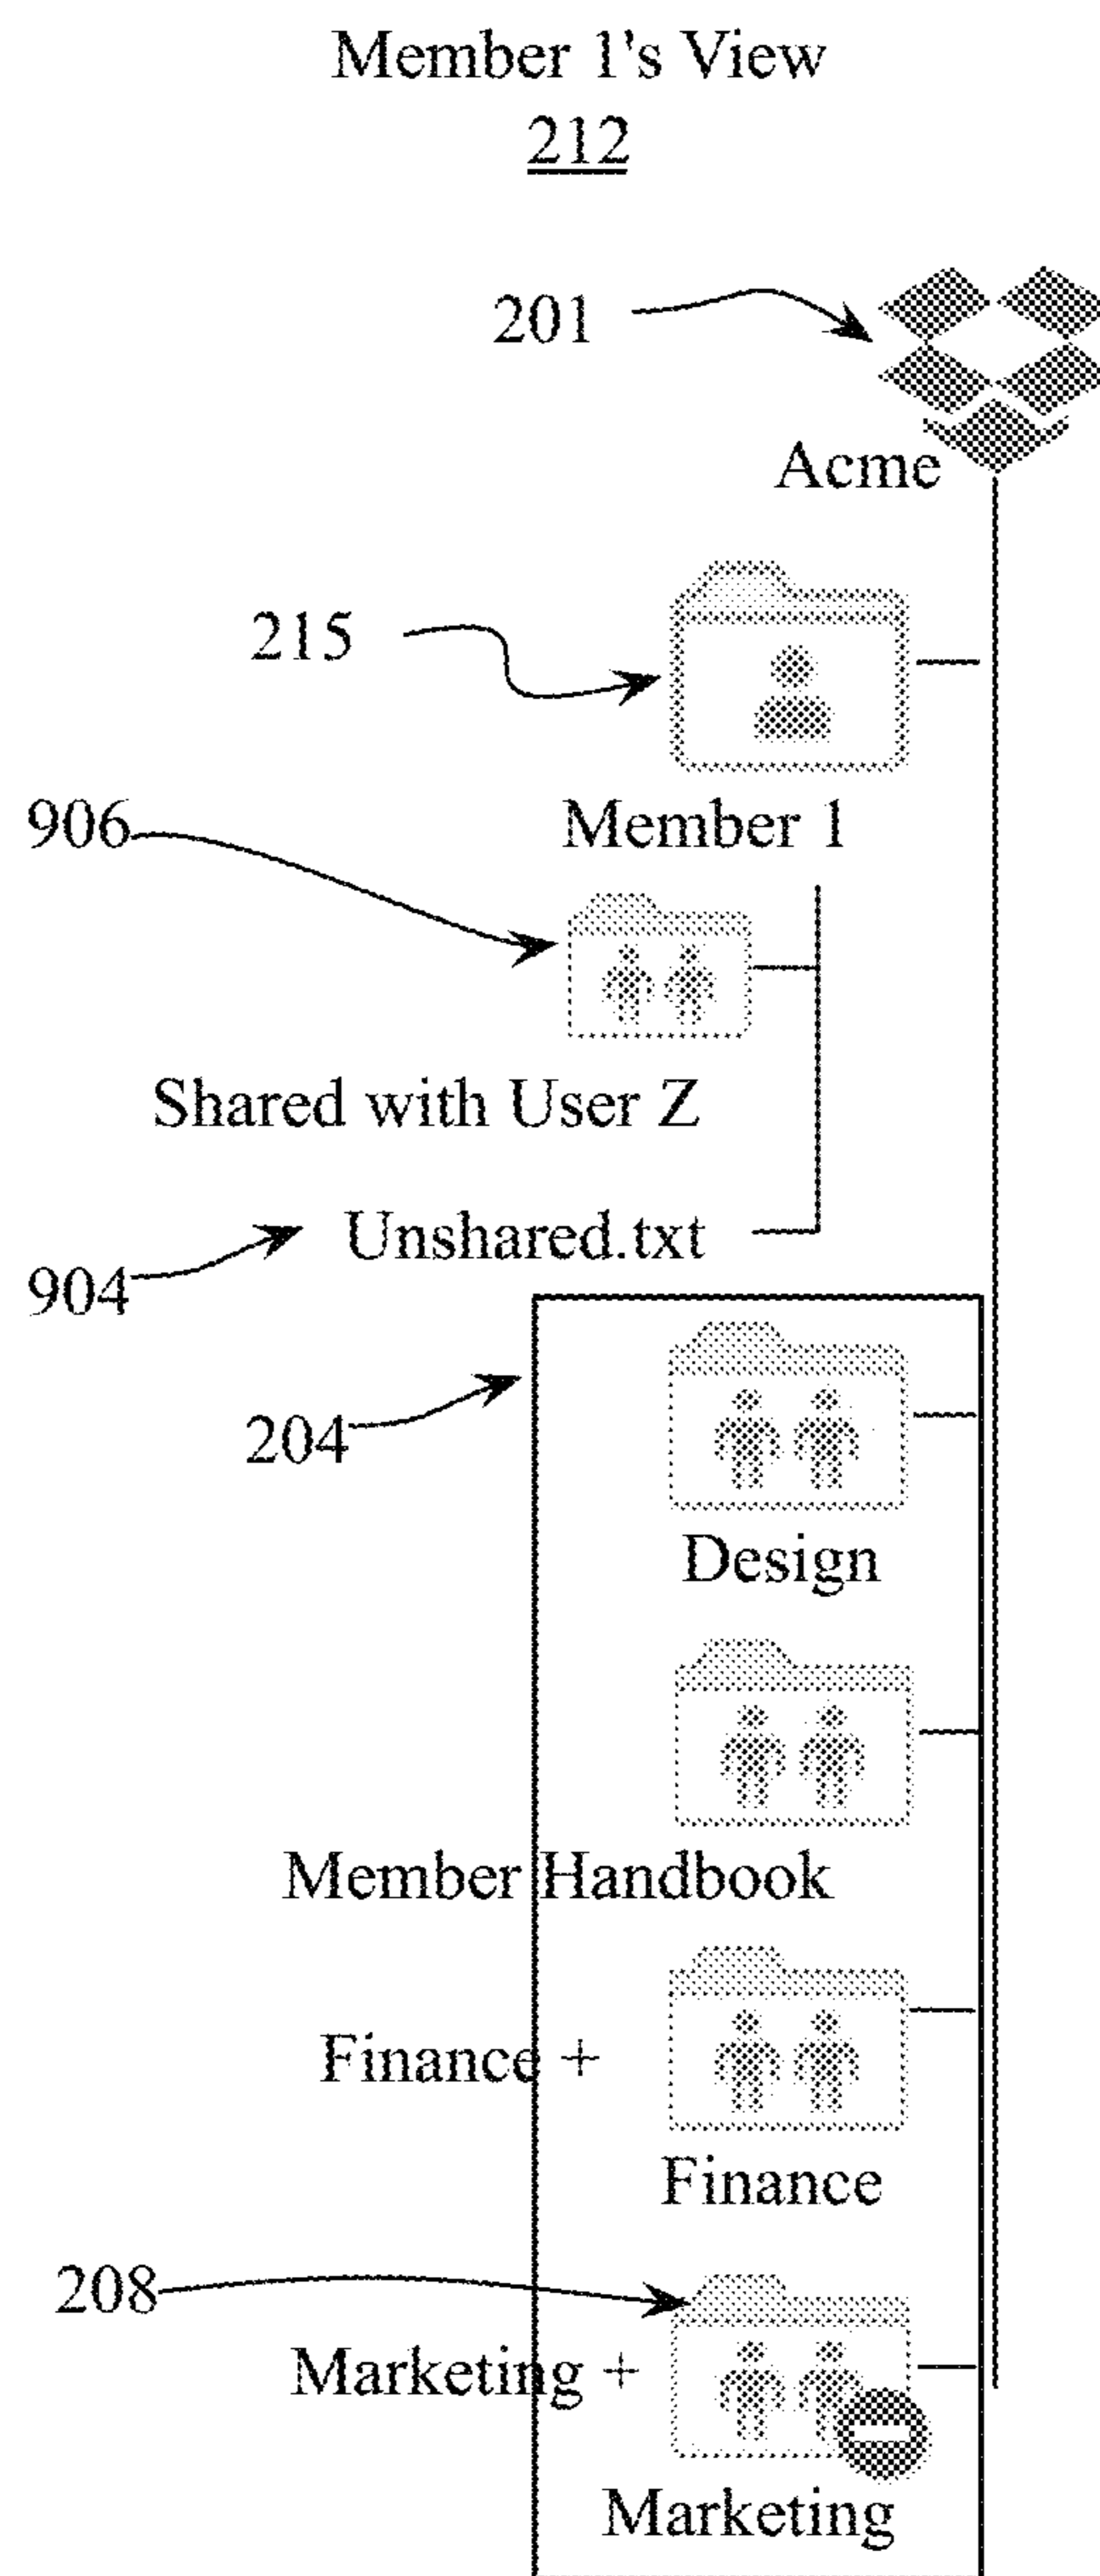 Member 1's View
212
201
Acme
215
906
Member 1
Shared with User Z
Unshared.txt
904
204
Design
Member Handbook
Finance +
Finance
208
Marketing +
Marketing